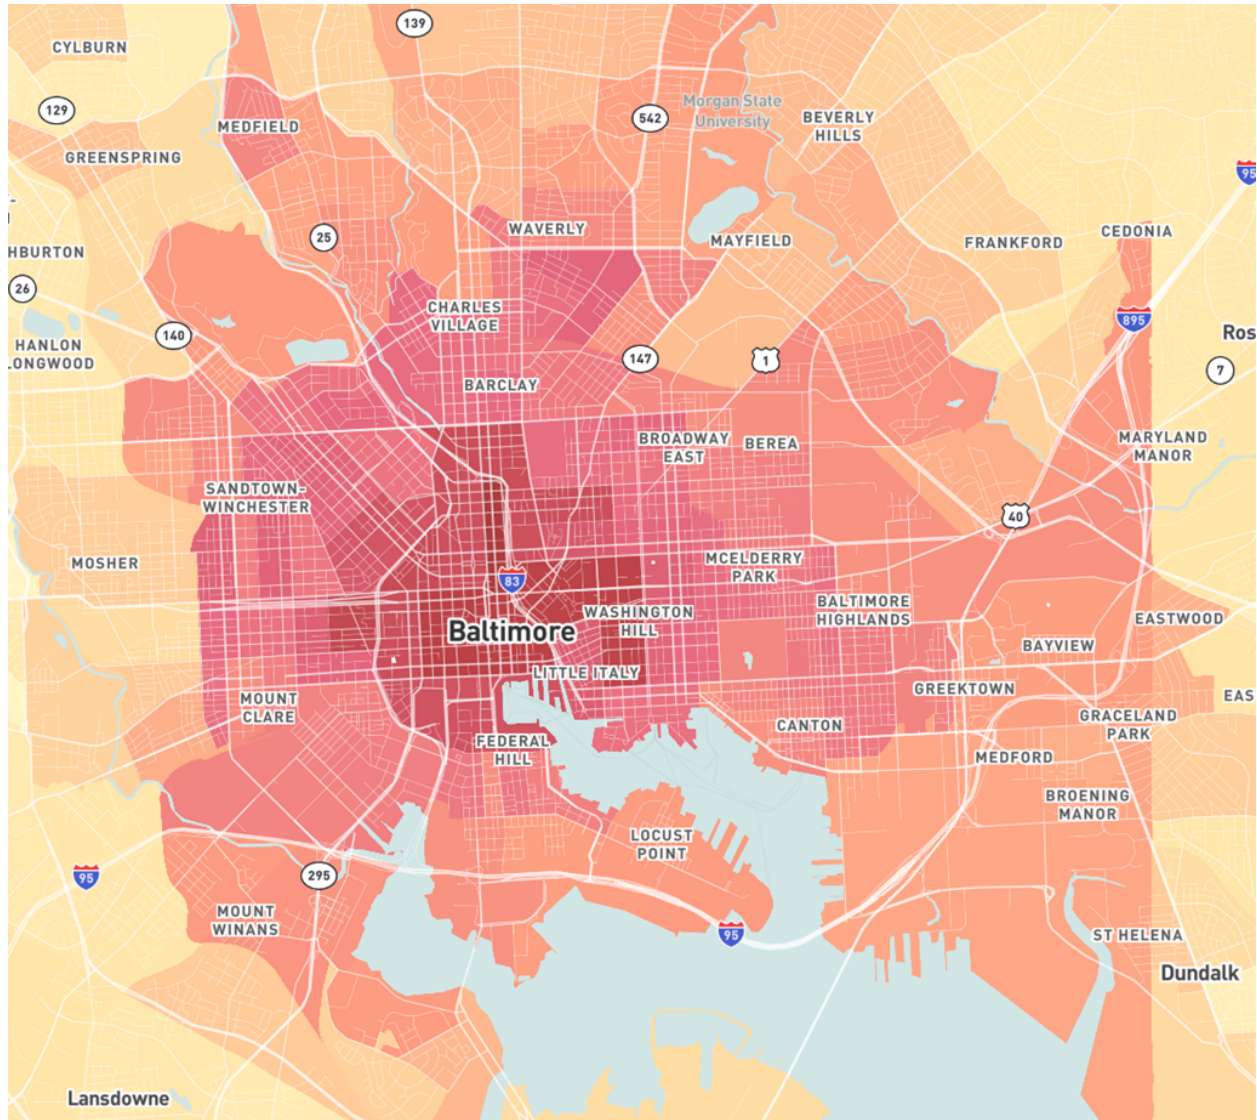 139
CYLBURN
129
MEDFIELD
542
Morgan State
University
BEVERLY
HILLS
GREENSPRING
95
25
WAVERLY
MAYFIELD
FRANKFORD
CEDONIA
HBURTON
26
CHARLES
VILLAGE
895
140
HANLON
LONGWOOD
147
1
Ros
7
BARCLAY
BROADWAY
EAST
BEREA
MARYLAND
MANOR
SANDTOWN-
WINCHESTER
40
MOSHER
83
MCELDERRY
PARK
BALTIMORE
HIGHLANDS
WASHINGTON
HILL
EASTWOOD
Baltimore
BAYVIEW
LITTLE ITALY
GREEKTOWN
EAS
MOUNT
CLARE
CANTON
GRACELAND
PARK
FEDERAL
HILL
MEDFORD
BROENING
MANOR
LOCUST
POINT
95
295
MOUNT
WINANS
95
ST HELENA
Dundalk
Lansdowne